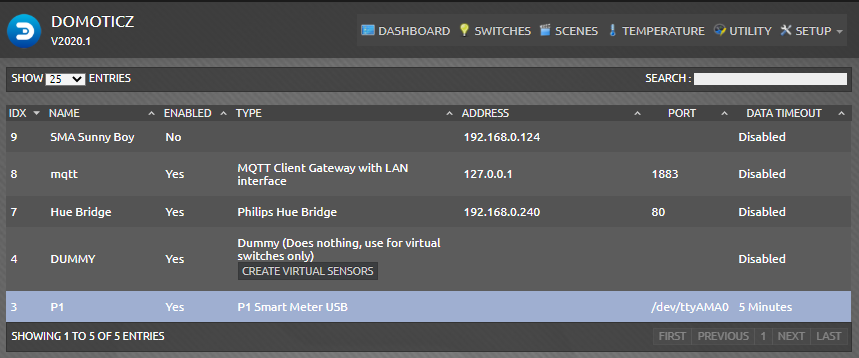 DOMOTICZ
V2020.1
DASHBOARD SWITCHES SCENES TEMPERATURE UTILITY SETUP
SHOW 25 ENTRIES SEARCH :
IDX NAME ENABLED TYPE ADDRESS PORT DATA TIMEOUT
9 SMA Sunny Boy No 192.168.0.124 Disabled
8 mqtt Yes MQTT Client Gateway with LAN interface 127.0.0.1 1883 Disabled
7 Hue Bridge Yes Philips Hue Bridge 192.168.0.240 80 Disabled
4 DUMMY Yes Dummy (Does nothing, use for virtual switches only) Disabled
CREATE VIRTUAL SENSORS
3 P1 Yes P1 Smart Meter USB /dev/ttyAMA0 5 Minutes
SHOWING 1 TO 5 OF 5 ENTRIES FIRST PREVIOUS 1 NEXT LAST